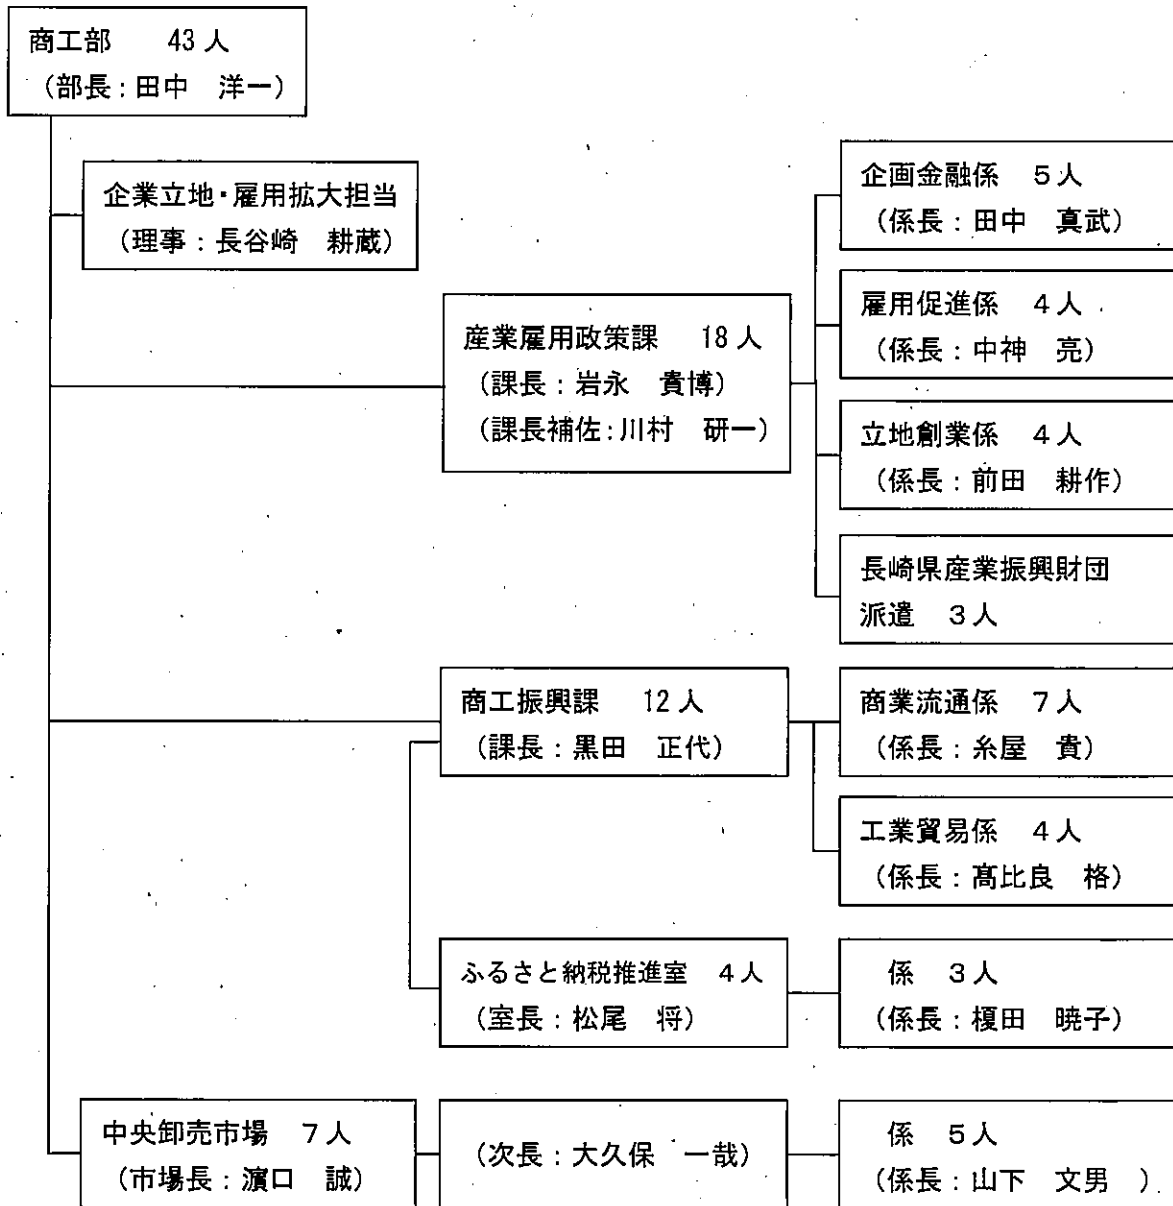 商工部　43人
（部長：田中　洋一）
企業立地・雇用拡大担当
（理事：長谷崎　耕蔵）
産業雇用政策課　18人
（課長：岩永　貴博）
（課長補佐：川村　研一）
企画金融係　5人
（係長：田中　真武）
雇用促進係　4人
（係長：中神　亮）
立地創業係　4人
（係長：前田　耕作）
長崎県産業振興財団
派遣　3人
商工振興課　12人
（課長：黒田　正代）
商業流通係　7人
（係長：糸屋　貴）
工業貿易係　4人
（係長：髙比良　格）
ふるさと納税推進室　4人
（室長：松尾　将）
係　3人
（係長：榎田　暁子）
中央卸売市場　7人
（市場長：濵口　誠）
（次長：大久保　一哉）
係　5人
（係長：山下　文男　）